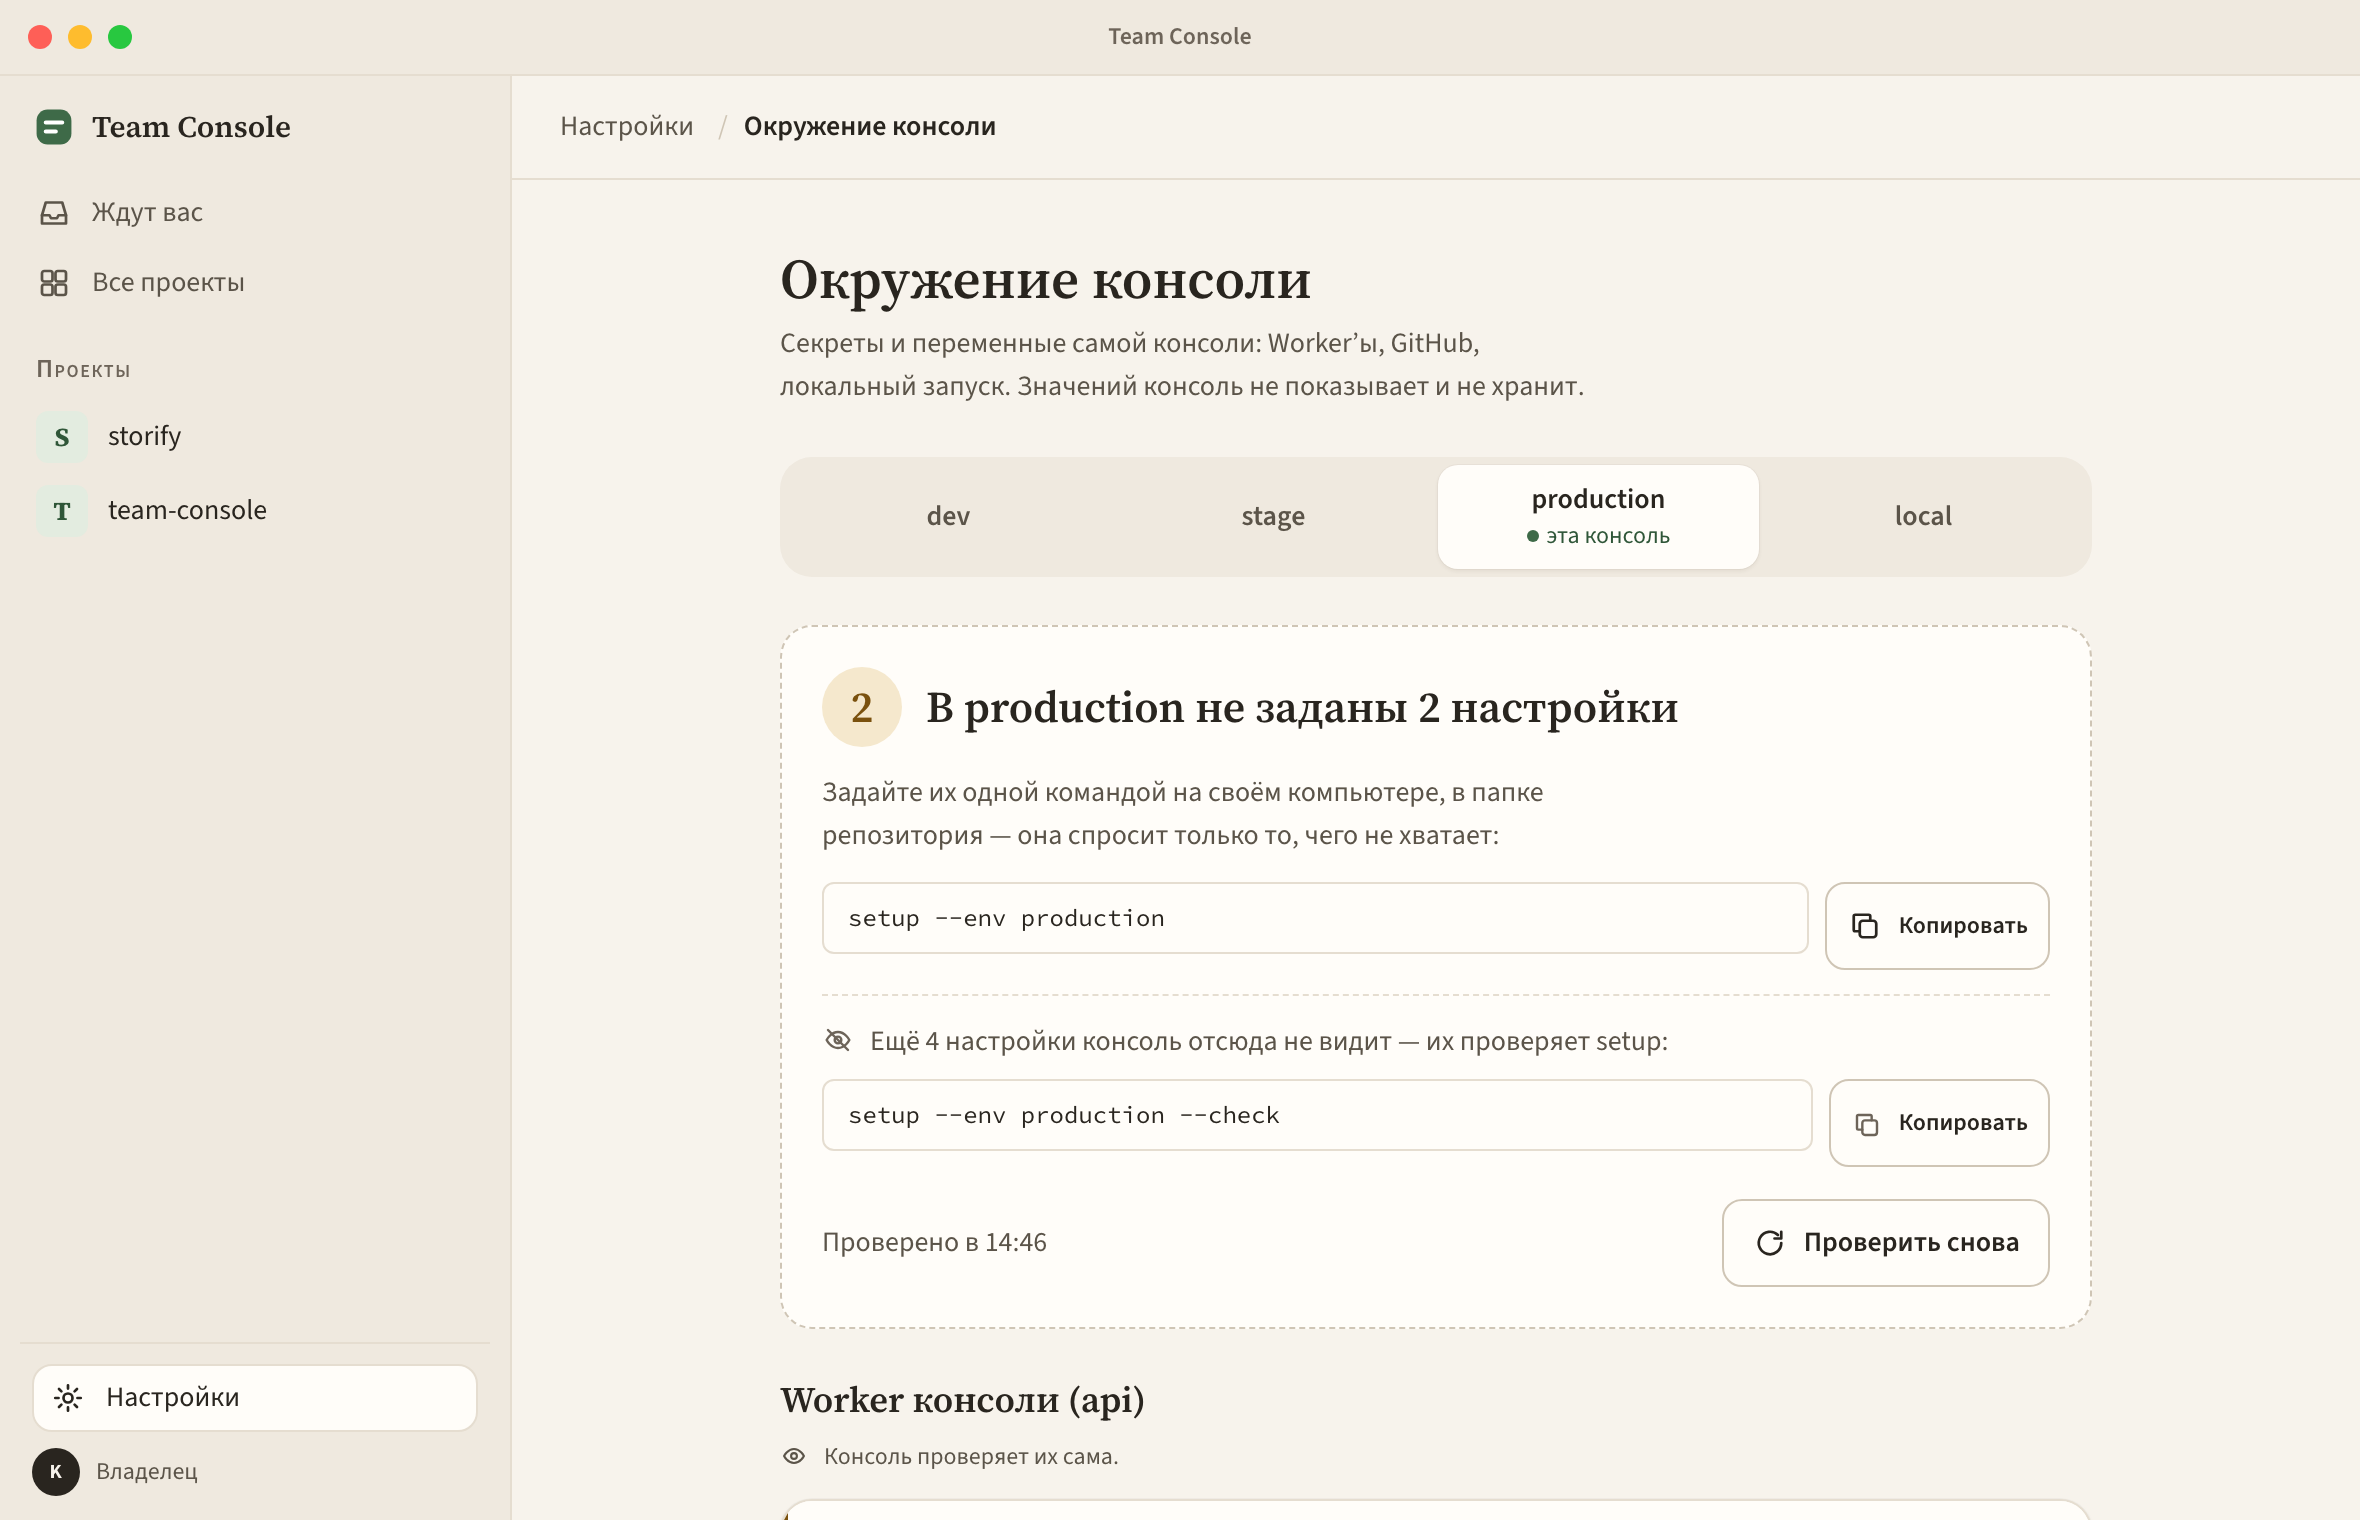 Team Console
Team Console
Ждут вас
Все проекты
Проекты
S storify
T team-console
Настройки
K Владелец
Настройки / Окружение консоли
Окружение консоли
Секреты и переменные самой консоли: Worker’ы, GitHub,
локальный запуск. Значений консоль не показывает и не хранит.
dev
stage
production
эта консоль
local
2 В production не заданы 2 настройки
Задайте их одной командой на своём компьютере, в папке
репозитория — она спросит только то, чего не хватает:
setup --env production
Копировать
Ещё 4 настройки консоль отсюда не видит — их проверяет setup:
setup --env production --check
Копировать
Проверено в 14:46
Проверить снова
Worker консоли (api)
Консоль проверяет их сама.